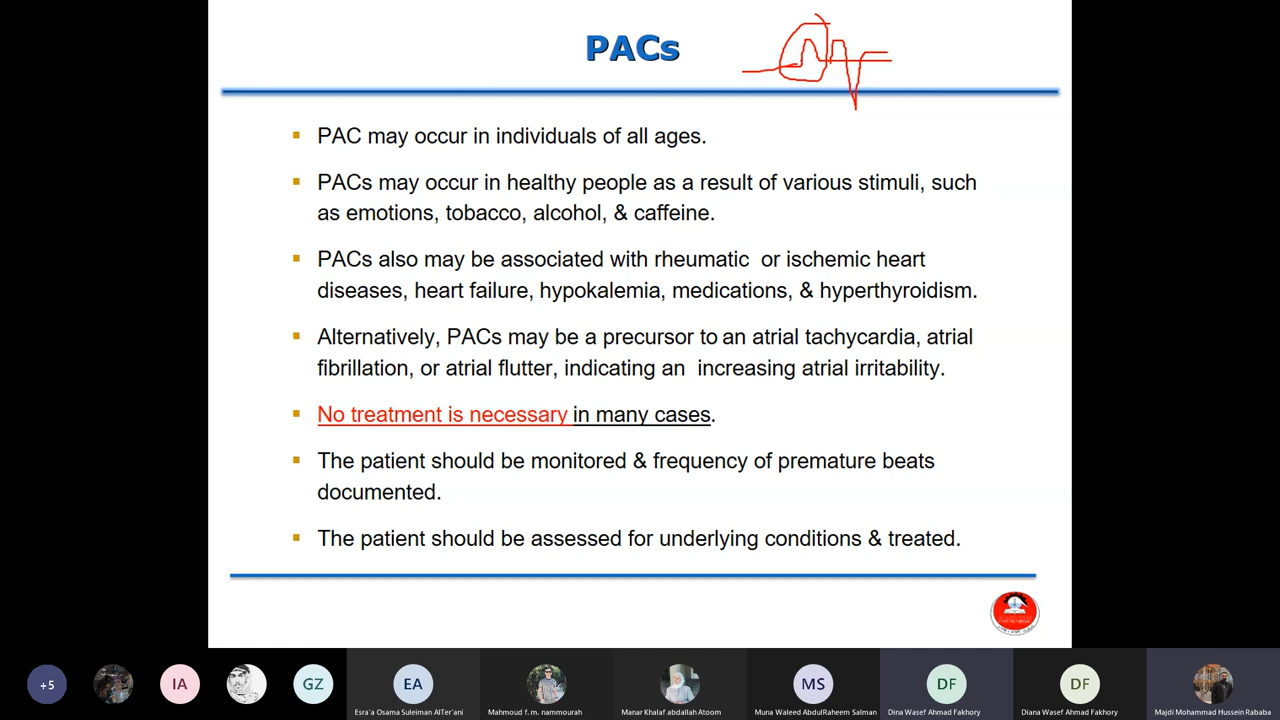 PACs
▪ PAC may occur in individuals of all ages.
▪ PACs may occur in healthy people as a result of various stimuli, such
as emotions, tobacco, alcohol, & caffeine.
▪ PACs also may be associated with rheumatic or ischemic heart
diseases, heart failure, hypokalemia, medications, & hyperthyroidism.
▪ Alternatively, PACs may be a precursor to an atrial tachycardia, atrial
fibrillation, or atrial flutter, indicating an increasing atrial irritability.
▪ No treatment is necessary in many cases.
▪ The patient should be monitored & frequency of premature beats
documented.
▪ The patient should be assessed for underlying conditions & treated.
+5
IA
GZ
EA
MS
DF
DF
Esra'a Osama Suleiman AlTer'ani
Mahmoud f. m. nammourah
Manar Khalaf abdallah Atoom
Muna Waleed AbdulRaheem Salman
Dina Wasef Ahmad Fakhory
Diana Wasef Ahmad Fakhory
Majdi Mohammad Hussein Rababa